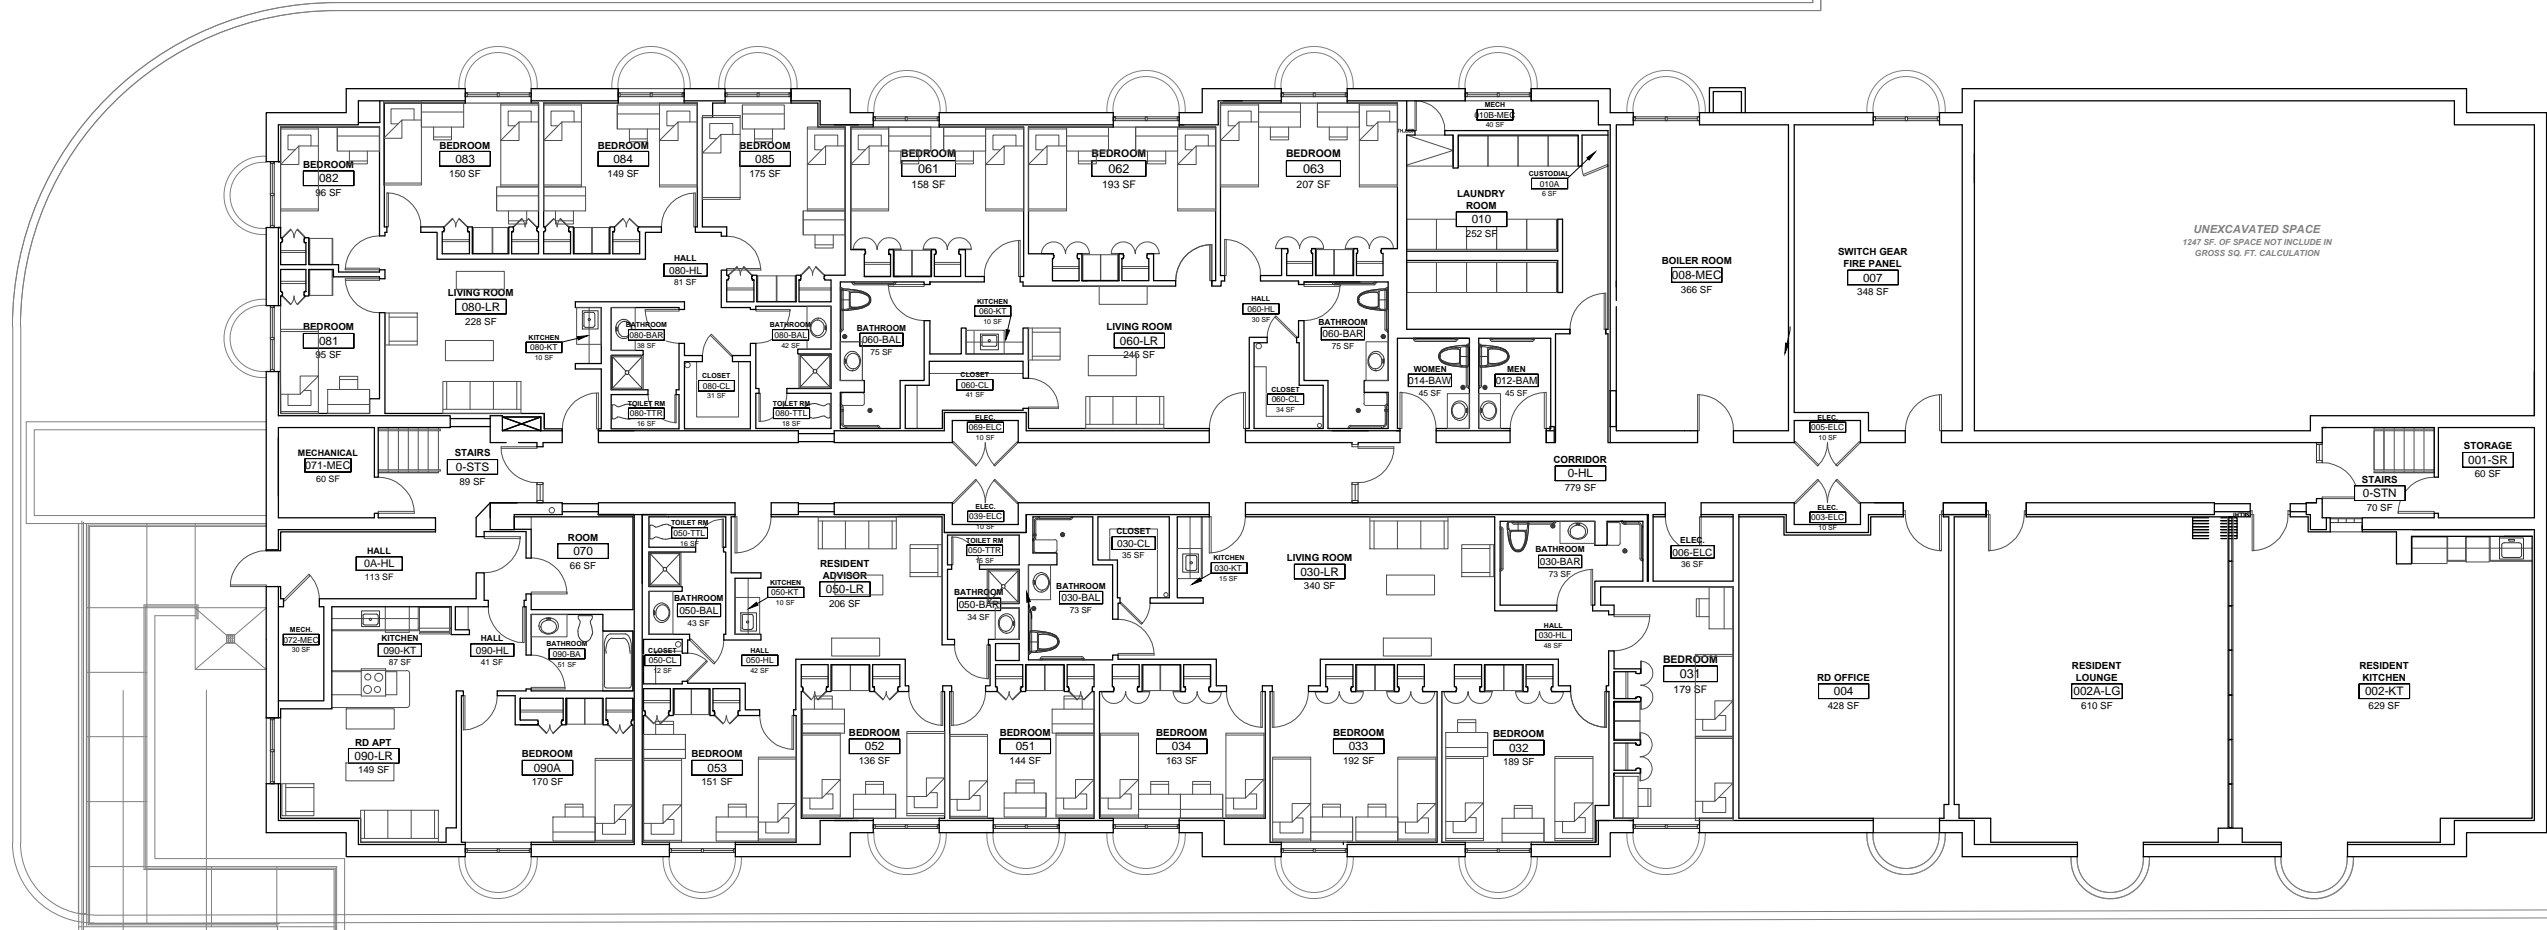 BEDROOM
082
96 SF
BEDROOM
083
150 SF
BEDROOM
084
149 SF
BEDROOM
085
175 SF
BEDROOM
061
158 SF
BEDROOM
062
193 SF
BEDROOM
063
207 SF
MECH
010B-MEC
40 SF
CUSTODIAL
010A
6 SF
LAUNDRY
ROOM
010
252 SF
BOILER ROOM
008-MEC
366 SF
SWITCH GEAR
FIRE PANEL
007
348 SF
UNEXCAVATED SPACE
1247 SF. OF SPACE NOT INCLUDE IN
GROSS SQ. FT. CALCULATION
HALL
080-HL
81 SF
LIVING ROOM
080-LR
228 SF
BEDROOM
081
95 SF
KITCHEN
080-KT
10 SF
BATHROOM
080-BAR
38 SF
BATHROOM
080-BAL
42 SF
CLOSET
080-CL
31 SF
TOILET RM
080-TTR
16 SF
TOILET RM
080-TTL
18 SF
BATHROOM
060-BAL
75 SF
KITCHEN
060-KT
10 SF
CLOSET
060-CL
41 SF
LIVING ROOM
060-LR
245 SF
HALL
060-HL
30 SF
BATHROOM
060-BAR
75 SF
CLOSET
060-CL
34 SF
WOMEN
014-BAW
45 SF
MEN
012-BAM
45 SF
ELEC.
069-ELC
10 SF
ELEC.
005-ELC
10 SF
MECHANICAL
071-MEC
60 SF
STAIRS
0-STS
89 SF
CORRIDOR
0-HL
779 SF
STORAGE
001-SR
60 SF
STAIRS
0-STN
70 SF
ELEC.
039-ELC
10 SF
ELEC.
003-ELC
10 SF
HALL
0A-HL
113 SF
ROOM
070
66 SF
TOILET RM
050-TTL
16 SF
RESIDENT
ADVISOR
050-LR
206 SF
KITCHEN
050-KT
10 SF
BATHROOM
050-BAL
43 SF
TOILET RM
050-TTR
15 SF
BATHROOM
050-BAR
34 SF
BATHROOM
030-BAL
73 SF
CLOSET
030-CL
35 SF
KITCHEN
030-KT
15 SF
LIVING ROOM
030-LR
340 SF
BATHROOM
030-BAR
73 SF
ELEC.
006-ELC
36 SF
MECH.
072-MEC
30 SF
KITCHEN
090-KT
87 SF
HALL
090-HL
41 SF
BATHROOM
090-BA
51 SF
CLOSET
050-CL
12 SF
HALL
050-HL
42 SF
HALL
030-HL
48 SF
BEDROOM
031
179 SF
RD OFFICE
004
428 SF
RESIDENT
LOUNGE
002A-LG
610 SF
RESIDENT
KITCHEN
002-KT
629 SF
RD APT
090-LR
149 SF
BEDROOM
090A
170 SF
BEDROOM
053
151 SF
BEDROOM
052
136 SF
BEDROOM
051
144 SF
BEDROOM
034
163 SF
BEDROOM
033
192 SF
BEDROOM
032
189 SF